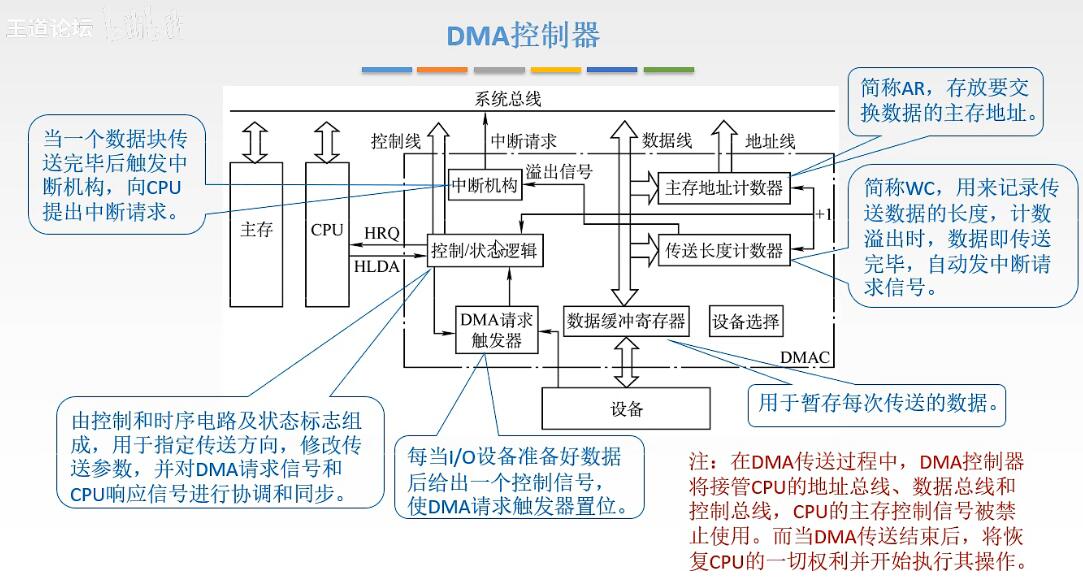 王道论坛
bilibili
DMA控制器
简称AR，存放要交
换数据的主存地址。
系统总线
当一个数据块传
送完毕后触发中
断机构，向CPU
提出中断请求。
控制线
中断请求
数据线
地址线
溢出信号
中断机构
主存地址计数器
简称WC，用来记录传
送数据的长度，计数
溢出时，数据即传送
完毕，自动发中断请
求信号。
+1
主存
CPU
HRQ
HLDA
控制/状态逻辑
传送长度计数器
DMA请求
触发器
数据缓冲寄存器
设备选择
DMAC
设备
用于暂存每次传送的数据。
由控制和时序电路及状态标志组
成，用于指定传送方向，修改传
送参数，并对DMA请求信号和
CPU响应信号进行协调和同步。
每当I/O设备准备好数据
后给出一个控制信号，
使DMA请求触发器置位。
注：在DMA传送过程中，DMA控制器
将接管CPU的地址总线、数据总线和
控制总线，CPU的主存控制信号被禁
止使用。而当DMA传送结束后，将恢
复CPU的一切权利并开始执行其操作。